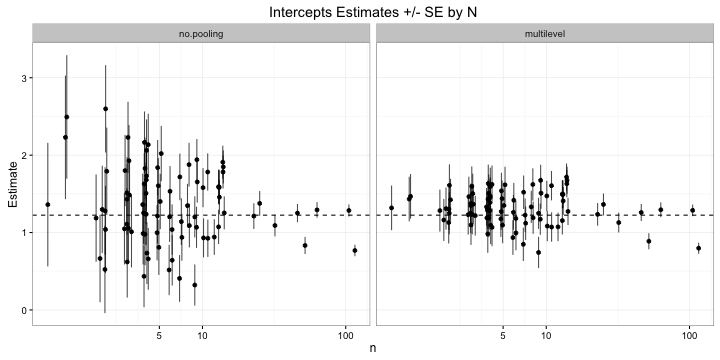 Intercepts Estimates +/- SE by N
no.pooling
multilevel
Estimate
3
2
1
0
5
10
100
5
10
100
n